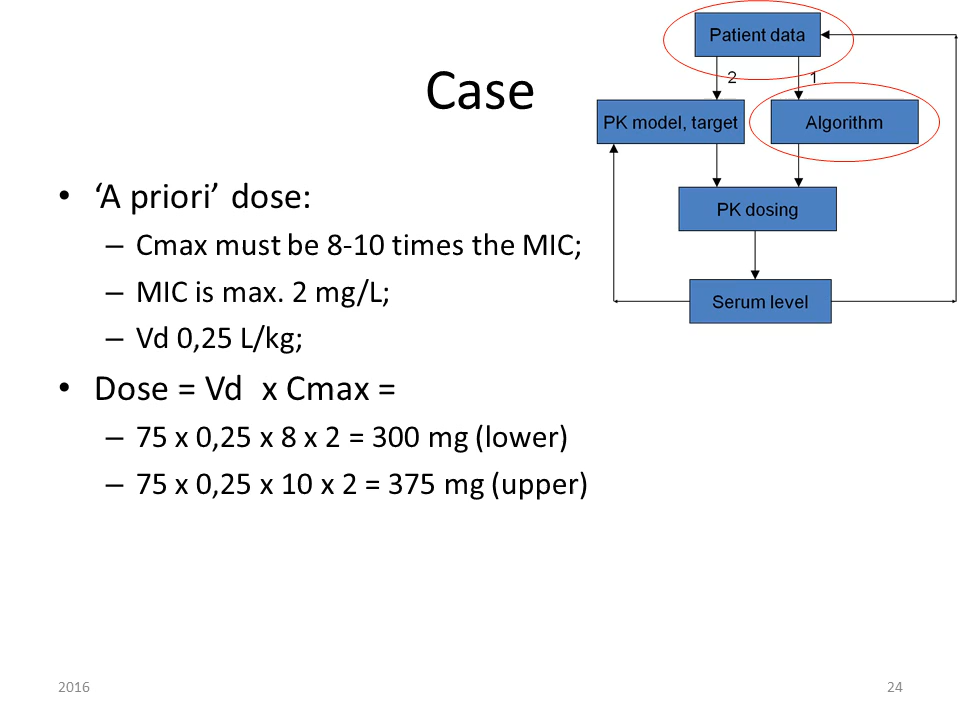 Case
• ‘A priori’ dose:
– Cmax must be 8-10 times the MIC;
– MIC is max. 2 mg/L;
– Vd 0,25 L/kg;
• Dose = Vd x Cmax =
– 75 x 0,25 x 8 x 2 = 300 mg (lower)
– 75 x 0,25 x 10 x 2 = 375 mg (upper)
Patient data
2
1
PK model, target
Algorithm
PK dosing
Serum level
2016
24